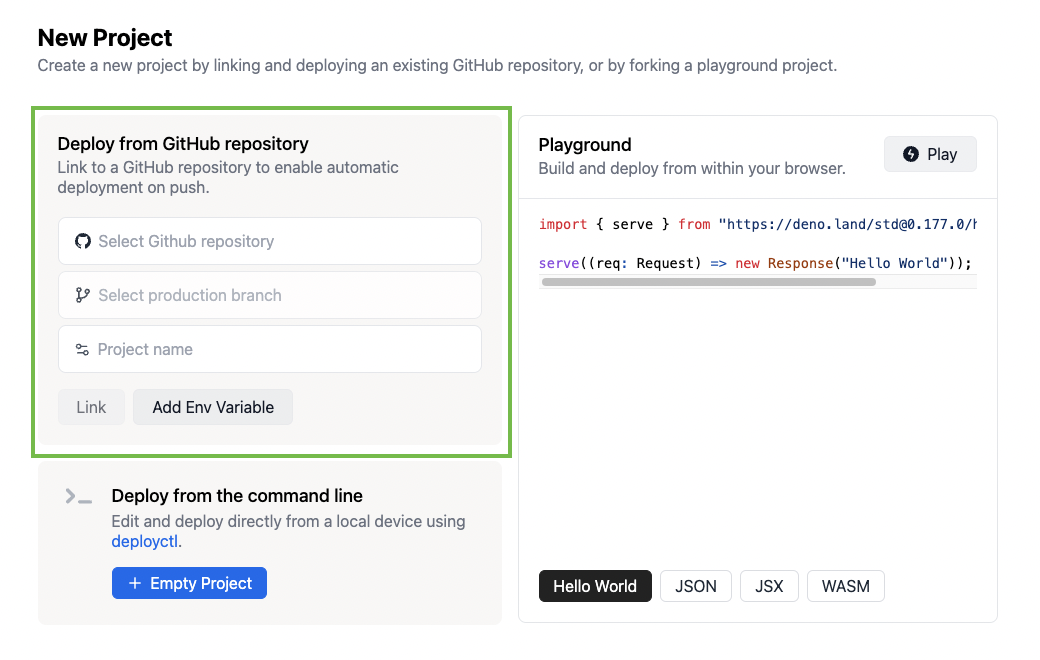 New Project
Create a new project by linking and deploying an existing GitHub repository, or by forking a playground project.
Deploy from GitHub repository
Link to a GitHub repository to enable automatic
deployment on push.
Select Github repository
Select production branch
Project name
Link
Add Env Variable
Deploy from the command line
Edit and deploy directly from a local device using
deployctl.
+ Empty Project
Playground
Build and deploy from within your browser.
Play
import { serve } from "https://deno.land/std@0.177.0/h
serve((req: Request) => new Response("Hello World"));
Hello World
JSON
JSX
WASM